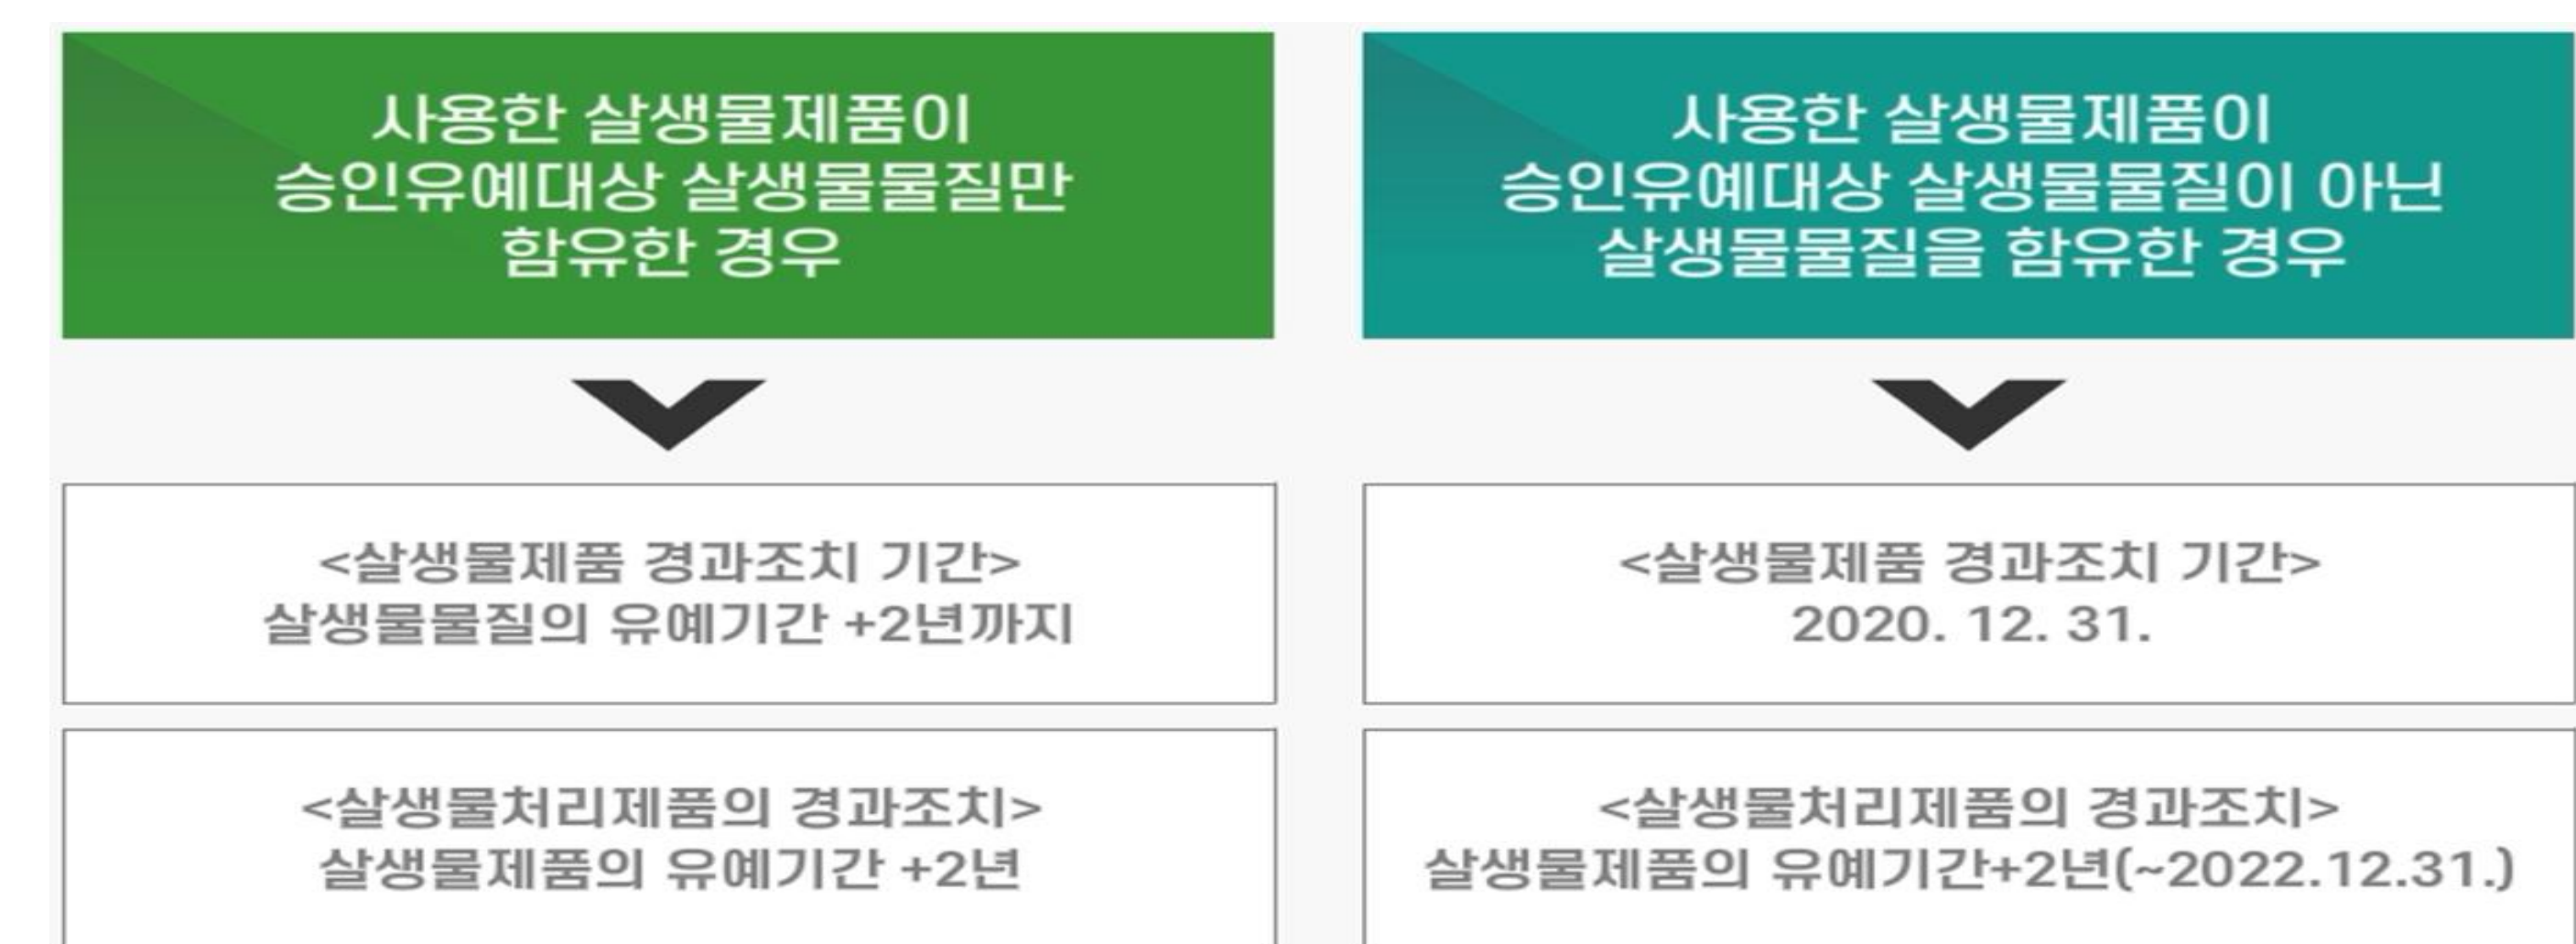 사용한 살생물제품이
승인유예대상 살생물물질만
함유한 경우
<살생물제품 경과조치 기간>
살생물물질의 유예기간 +2년까지
<살생물처리제품의 경과조치>
살생물제품의 유예기간 +2년
사용한 살생물제품이
승인유예대상 살생물물질이 아닌
살생물물질을 함유한 경우
<살생물제품 경과조치 기간>
2020. 12. 31.
<살생물처리제품의 경과조치>
살생물제품의 유예기간+2년(~2022.12.31.)